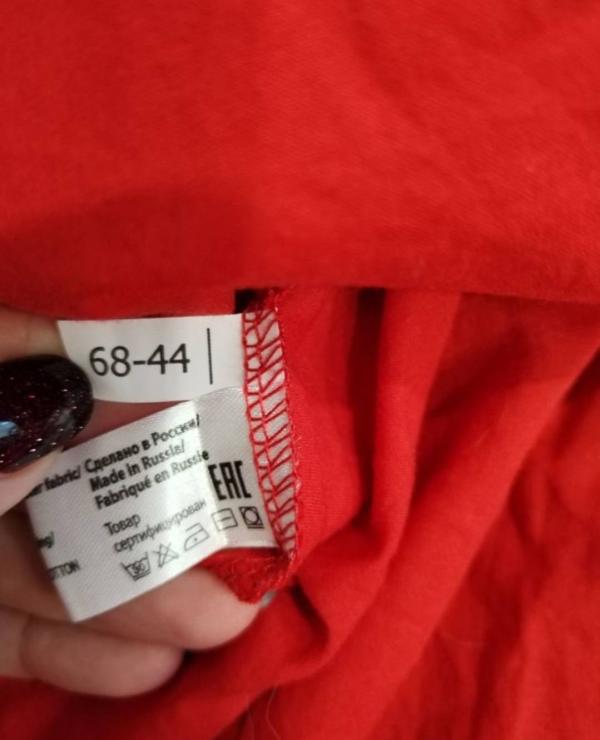 68-44
fabric/
Сделано в России/
Made in Russia/
Fabriqué en Russie
EAC
Товар
сертифицирован